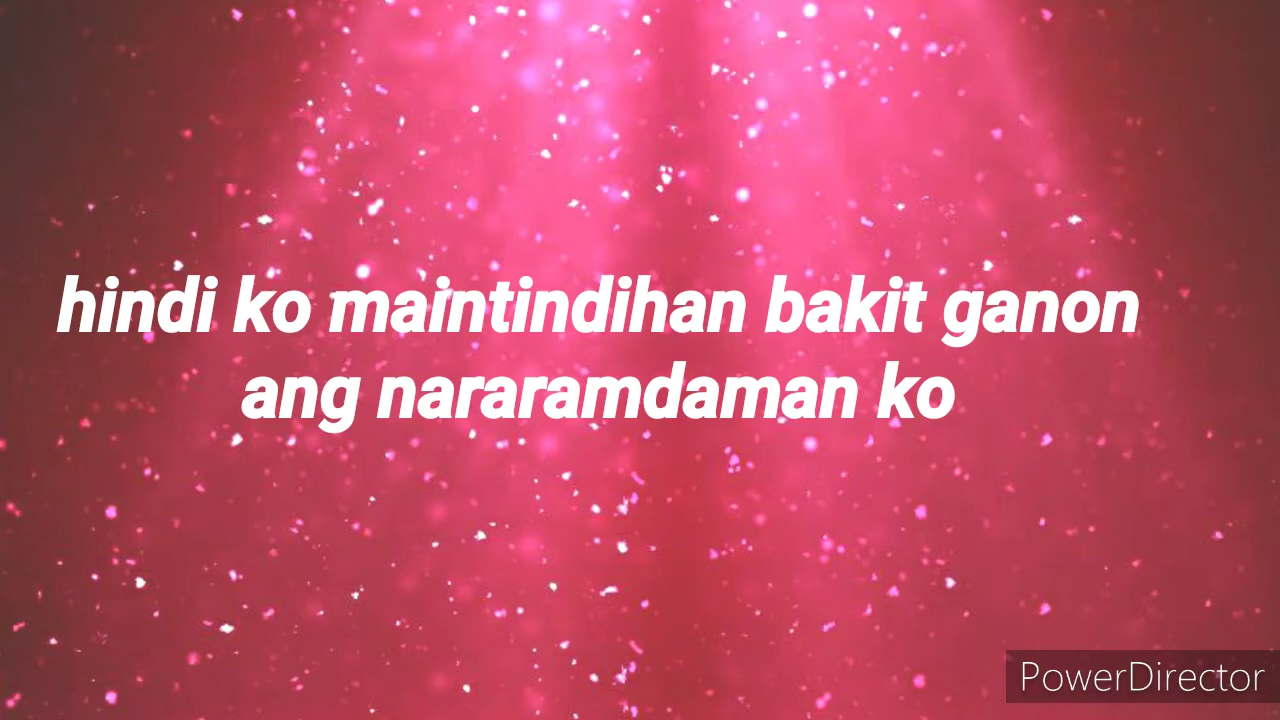 hindi ko maintindihan bakit ganon
ang nararamdaman ko
PowerDirector